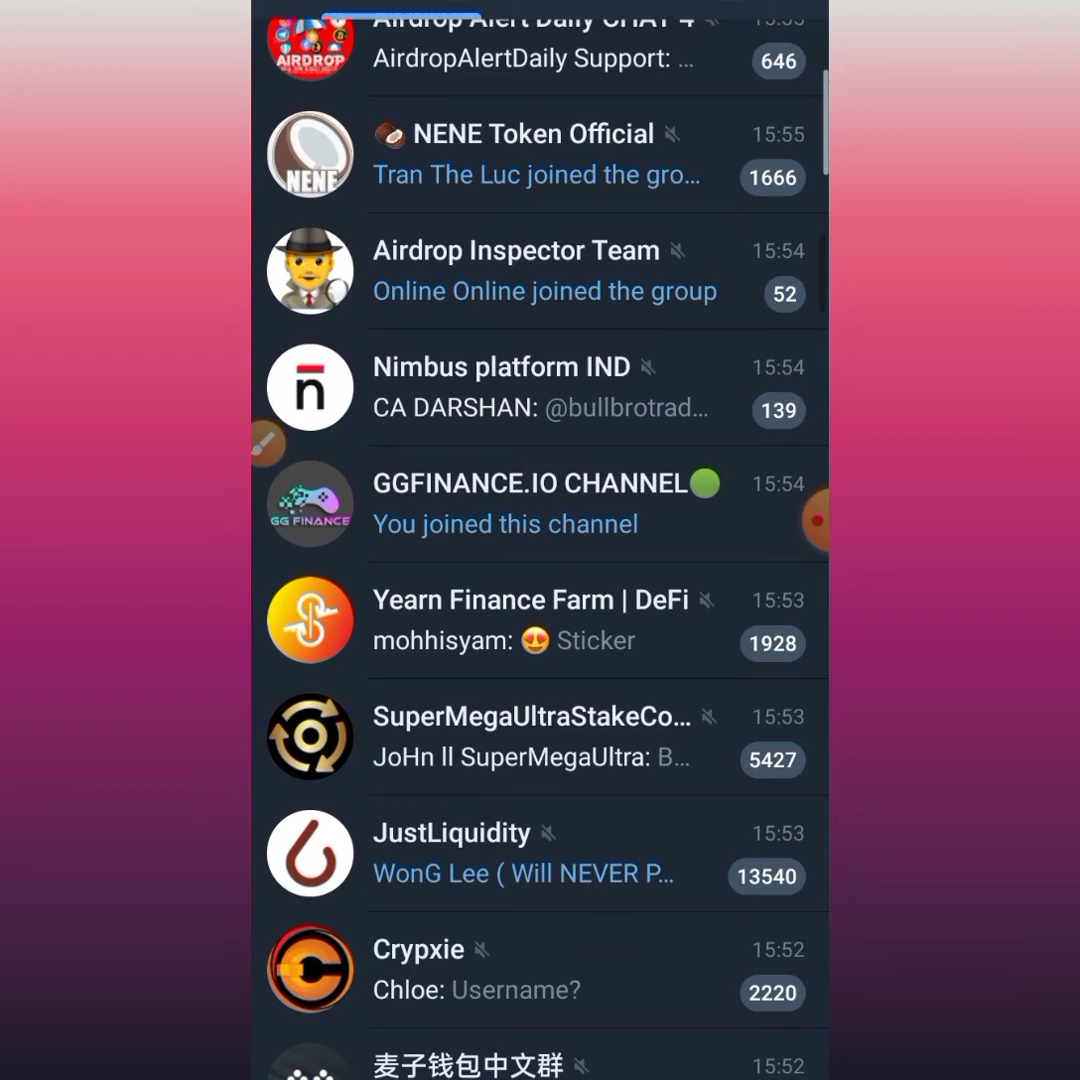 Airdrop Alert Daily CHAT 4 15:55
AirdropAlertDaily Support: ... 646
AIRDROP
NENE Token Official 15:55
Tran The Luc joined the gro... 1666
NENE
Airdrop Inspector Team 15:54
Online Online joined the group 52
Nimbus platform IND 15:54
CA DARSHAN: @bullbrotrad... 139
n
GGFINANCE.IO CHANNEL 15:54
You joined this channel
GG FINANCE
Yearn Finance Farm | DeFi 15:53
mohhisyam: 😍 Sticker 1928
SuperMegaUltraStakeCo... 15:53
JoHn ll SuperMegaUltra: B... 5427
JustLiquidity 15:53
WonG Lee ( Will NEVER P... 13540
Crypxie 15:52
Chloe: Username? 2220
麦子钱包中文群 15:52